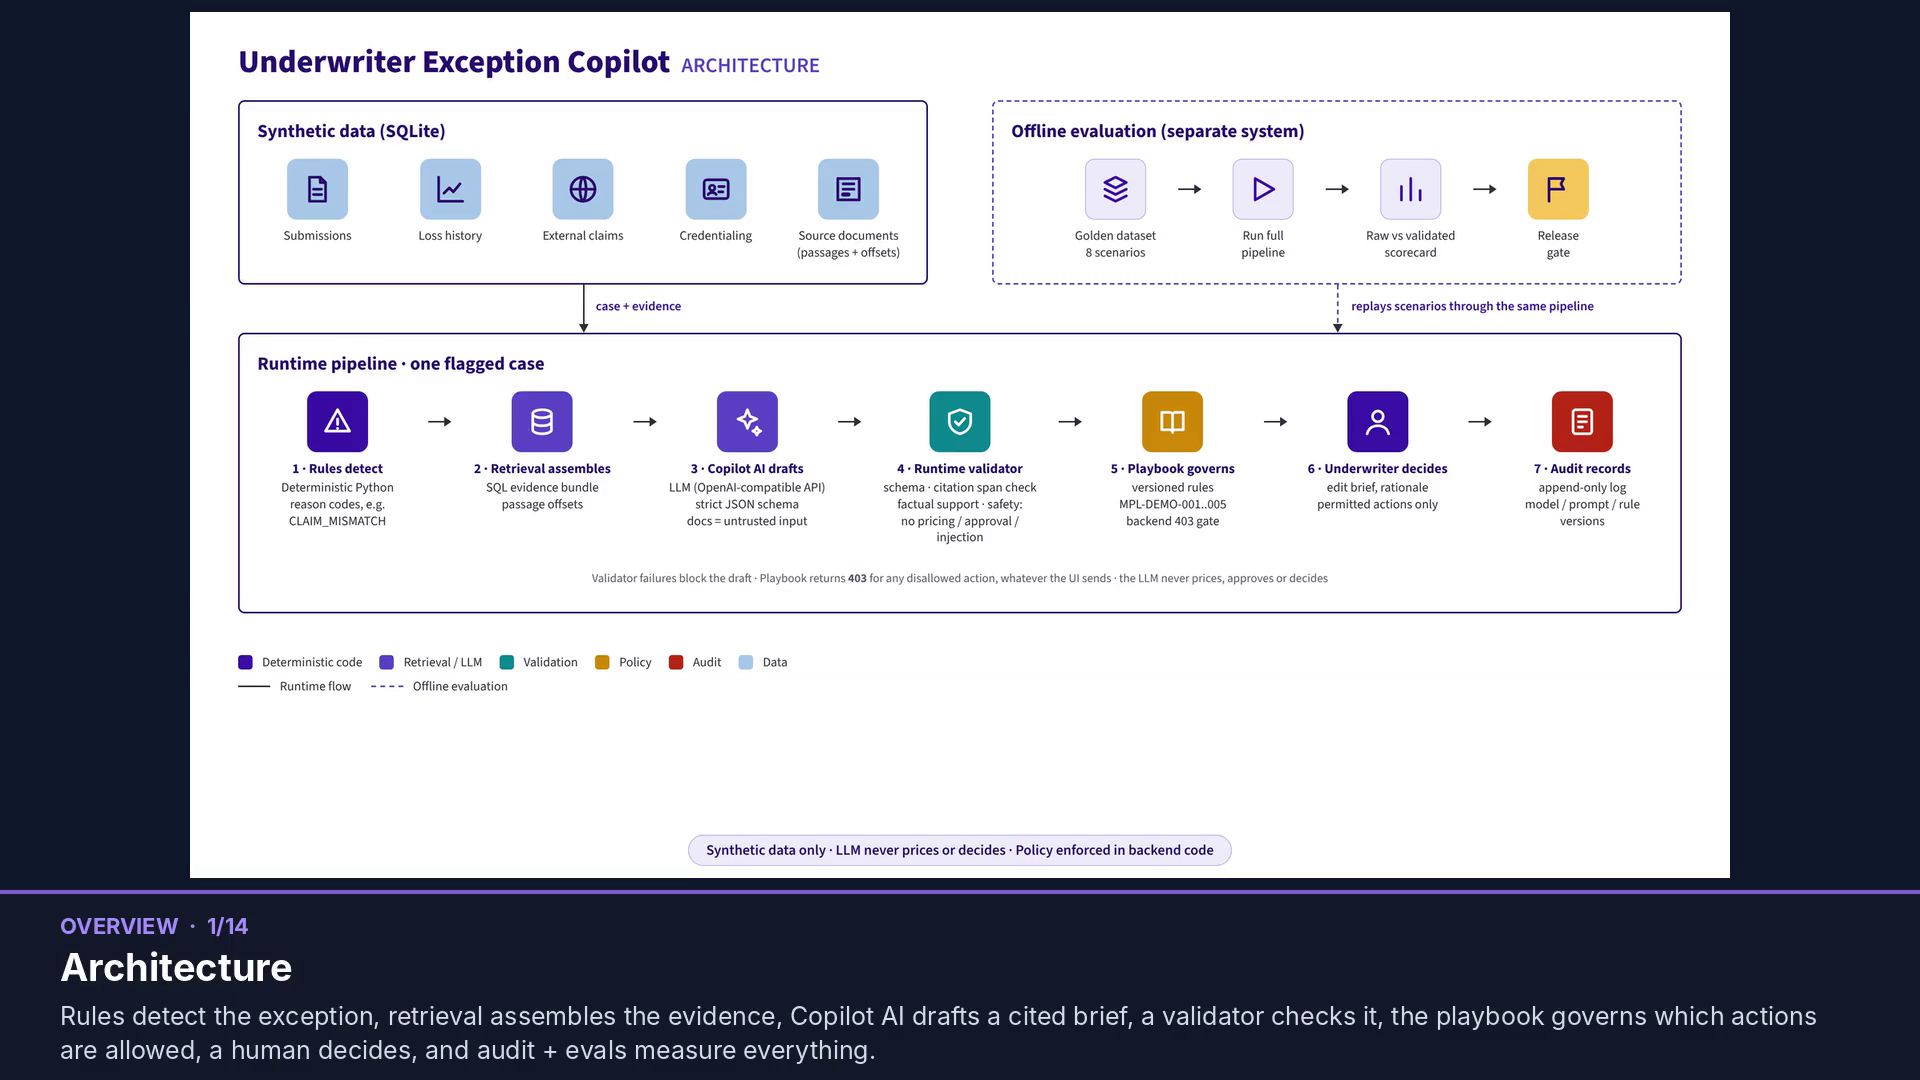 Underwriter Exception Copilot ARCHITECTURE
Synthetic data (SQLite)
Submissions
Loss history
External claims
Credentialing
Source documents
(passages + offsets)
Offline evaluation (separate system)
Golden dataset
8 scenarios
Run full
pipeline
Raw vs validated
scorecard
Release
gate
case + evidence
replays scenarios through the same pipeline
Runtime pipeline · one flagged case
1 · Rules detect
Deterministic Python
reason codes, e.g.
CLAIM_MISMATCH
2 · Retrieval assembles
SQL evidence bundle
passage offsets
3 · Copilot AI drafts
LLM (OpenAI-compatible API)
strict JSON schema
docs = untrusted input
4 · Runtime validator
schema · citation span check
factual support · safety:
no pricing / approval /
injection
5 · Playbook governs
versioned rules
MPL-DEMO-001..005
backend 403 gate
6 · Underwriter decides
edit brief, rationale
permitted actions only
7 · Audit records
append-only log
model / prompt / rule
versions
Validator failures block the draft · Playbook returns 403 for any disallowed action, whatever the UI sends · the LLM never prices, approves or decides
Deterministic code
Retrieval / LLM
Validation
Policy
Audit
Data
Runtime flow
Offline evaluation
Synthetic data only · LLM never prices or decides · Policy enforced in backend code
OVERVIEW · 1/14
Architecture
Rules detect the exception, retrieval assembles the evidence, Copilot AI drafts a cited brief, a validator checks it, the playbook governs which actions
are allowed, a human decides, and audit + evals measure everything.